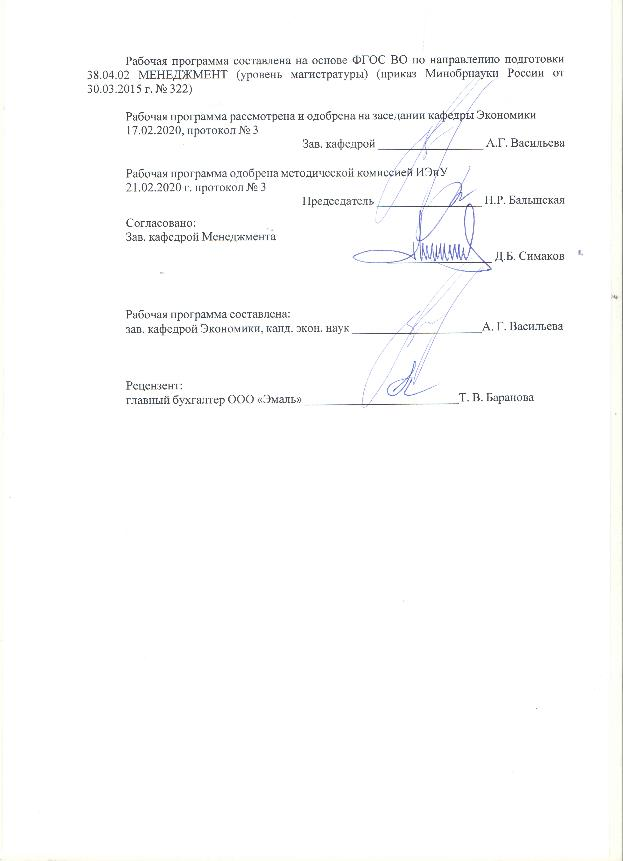 Рабочая программа составлена на основе ФГОС ВО по направлению подготовки
38.04.02 МЕНЕДЖМЕНТ (уровень магистратуры) (приказ Минобрнауки России от
30.03.2015 г. № 322)
Рабочая программа рассмотрена и одобрена на заседании кафедры Экономики
17.02.2020, протокол № 3
Зав. кафедрой ____________________ А.Г. Васильева
Рабочая программа одобрена методической комиссией ИЭиУ
21.02.2020 г. протокол № 3
Председатель ____________________ Н.Р. Балынская
Согласовано:
Зав. кафедрой Менеджмента
____________________ Д.Б. Симаков
Рабочая программа составлена:
зав. кафедрой Экономики, канд. экон. наук ____________________ А. Г. Васильева
Рецензент:
главный бухгалтер ООО «Эмаль» ____________________ Т. В. Баранова